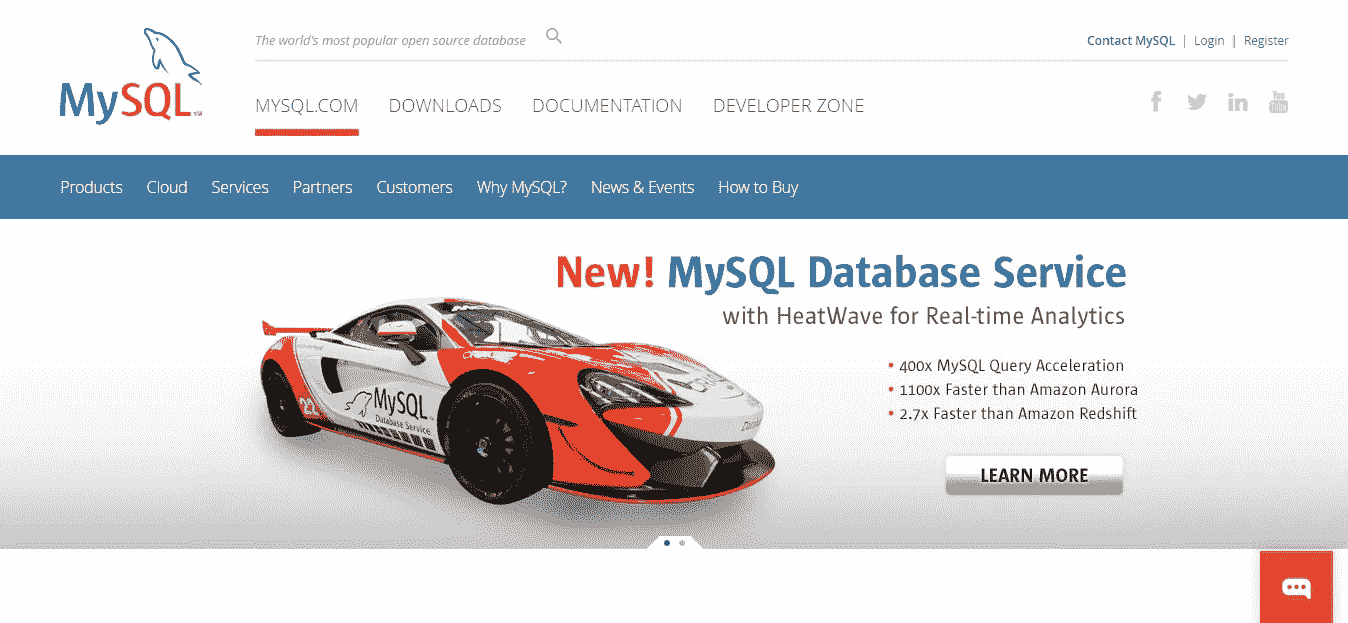 The world's most popular open source database
Contact MySQL | Login | Register
MySQL™
MYSQL.COM DOWNLOADS DOCUMENTATION DEVELOPER ZONE
You
Tube
Products Cloud Services Partners Customers Why MySQL? News & Events How to Buy
New! MySQL Database Service
with HeatWave for Real-time Analytics
• 400x MySQL Query Acceleration
• 1100x Faster than Amazon Aurora
• 2.7x Faster than Amazon Redshift
22
MySQL
Database Service
LEARN MORE